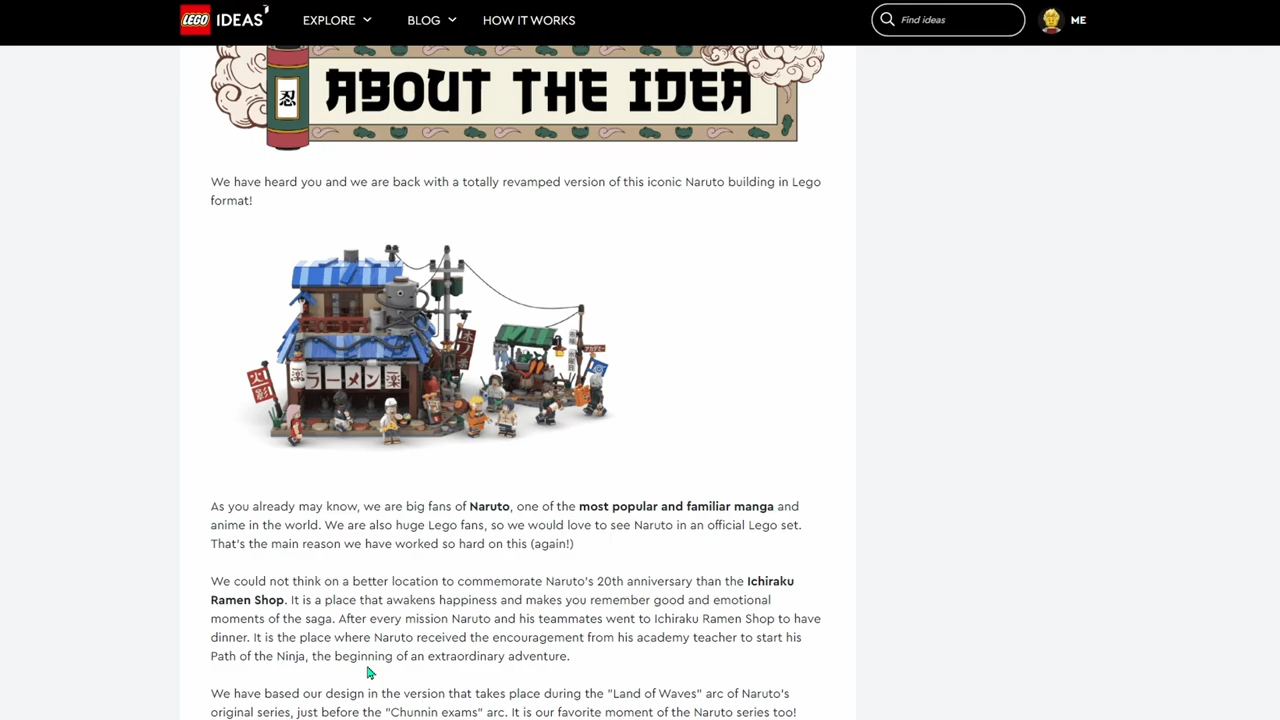 LEGO IDEAS EXPLORE BLOG HOW IT WORKS Find ideas ME
忍 ABOUT THE IDEA
We have heard you and we are back with a totally revamped version of this iconic Naruto building in Lego
format!
火影
一楽ラーメン一楽
As you already may know, we are big fans of Naruto, one of the most popular and familiar manga and
anime in the world. We are also huge Lego fans, so we would love to see Naruto in an official Lego set.
That's the main reason we have worked so hard on this (again!)
We could not think on a better location to commemorate Naruto's 20th anniversary than the Ichiraku
Ramen Shop. It is a place that awakens happiness and makes you remember good and emotional
moments of the saga. After every mission Naruto and his teammates went to Ichiraku Ramen Shop to have
dinner. It is the place where Naruto received the encouragement from his academy teacher to start his
Path of the Ninja, the beginning of an extraordinary adventure.
We have based our design in the version that takes place during the "Land of Waves" arc of Naruto's
original series, just before the "Chunnin exams" arc. It is our favorite moment of the Naruto series too!